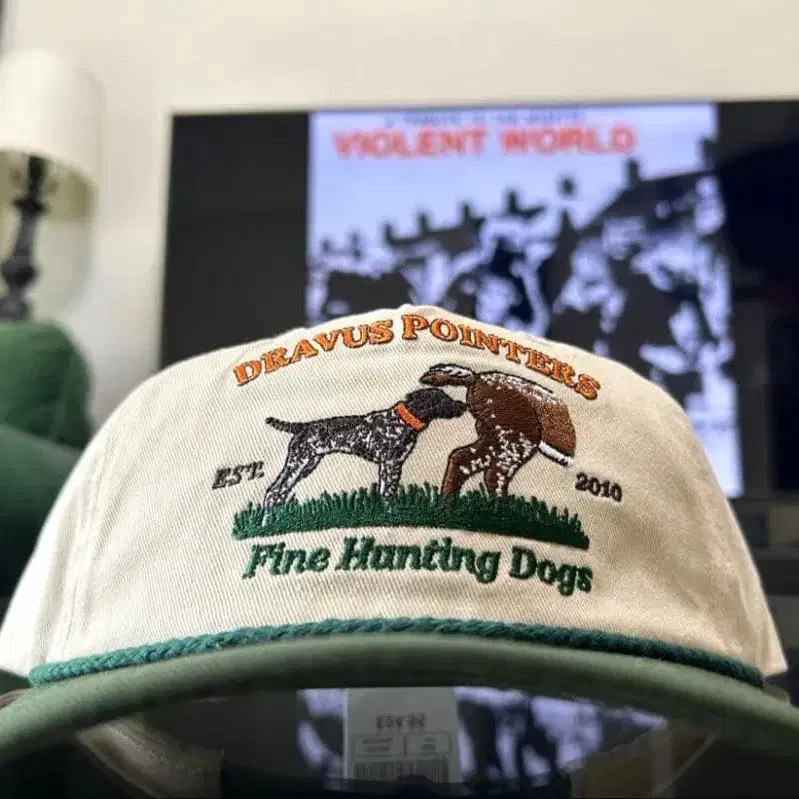 VIOLENT WORLD
DRAVUS POINTERS
EST. 2010
Fine Hunting Dogs